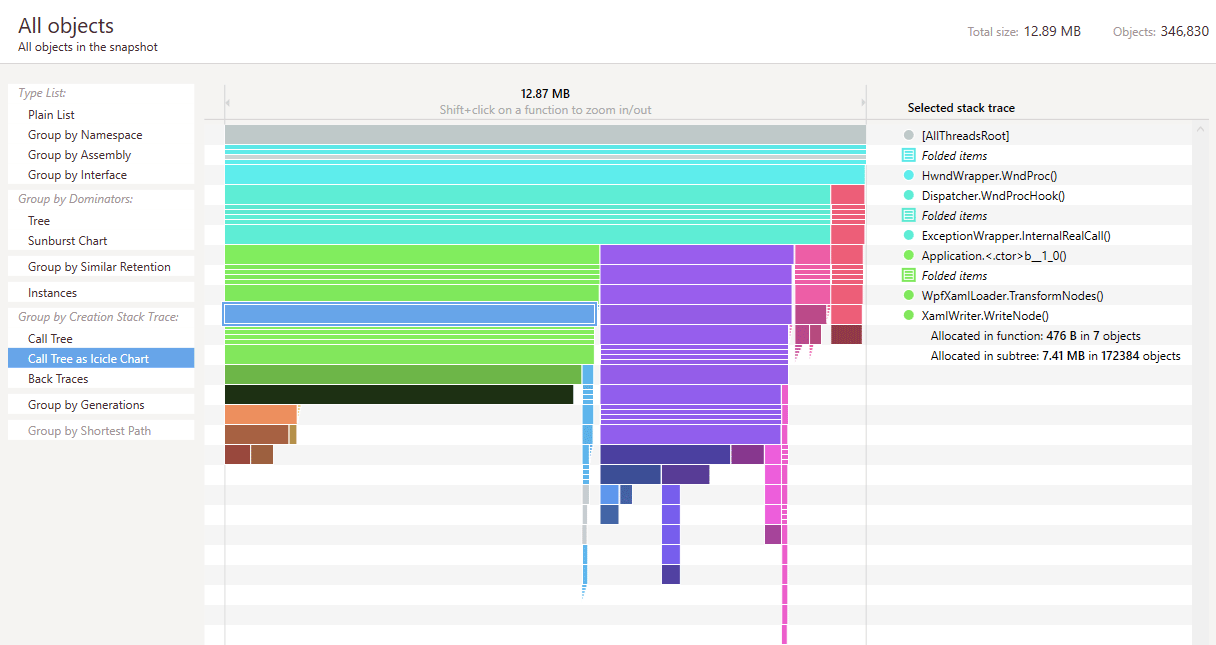 All objects
All objects in the snapshot
Total size: 12.89 MB
Objects: 346,830
Type List:
Plain List
Group by Namespace
Group by Assembly
Group by Interface
Group by Dominators:
Tree
Sunburst Chart
Group by Similar Retention
Instances
Group by Creation Stack Trace:
Call Tree
Call Tree as Icicle Chart
Back Traces
Group by Generations
Group by Shortest Path
12.87 MB
Shift+click on a function to zoom in/out
Selected stack trace
[AllThreadsRoot]
Folded items
HwndWrapper.WndProc()
Dispatcher.WndProcHook()
Folded items
ExceptionWrapper.InternalRealCall()
Application.<.ctor>b__1_0()
Folded items
WpfXamlLoader.TransformNodes()
XamlWriter.WriteNode()
Allocated in function: 476 B in 7 objects
Allocated in subtree: 7.41 MB in 172384 objects